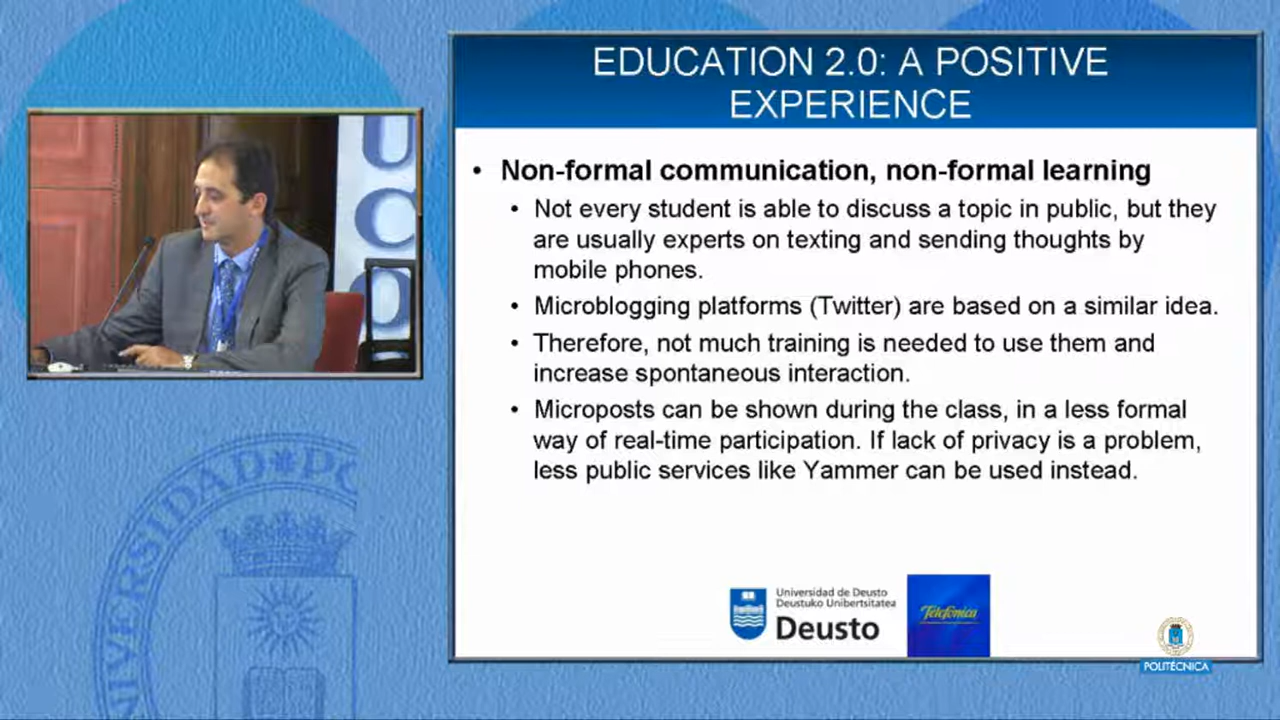 EDUCATION 2.0: A POSITIVE
EXPERIENCE
• Non-formal communication, non-formal learning
• Not every student is able to discuss a topic in public, but they
are usually experts on texting and sending thoughts by
mobile phones.
• Microblogging platforms (Twitter) are based on a similar idea.
• Therefore, not much training is needed to use them and
increase spontaneous interaction.
• Microposts can be shown during the class, in a less formal
way of real-time participation. If lack of privacy is a problem,
less public services like Yammer can be used instead.
Universidad de Deusto
Deustuko Unibertsitatea
Deusto
Telefónica
POLITÉCNICA
UNIVERSIDAD PO
U
C
O